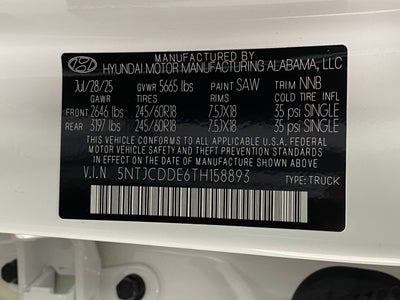 MANUFACTURED BY
HYUNDAI MOTOR MANUFACTURING ALABAMA, LLC
Jul/28/25 GVWR 5665 lbs PAINT SAW TRIM NNB
GAWR TIRES RIMS COLD TIRE INFL.
FRONT 2646 lbs 245/60R18 7.5JX18 35 psi SINGLE
REAR 3197 lbs 245/60R18 7.5JX18 35 psi SINGLE
THIS VEHICLE CONFORMS TO ALL APPLICABLE U.S.A. FEDERAL
MOTOR VEHICLE SAFETY AND THEFT PREVENTION STANDARDS
IN EFFECT ON THE DATE OF MANUFACTURE SHOWN ABOVE.
V.I.N 5NTJCDDE6TH158893 TYPE: TRUCK